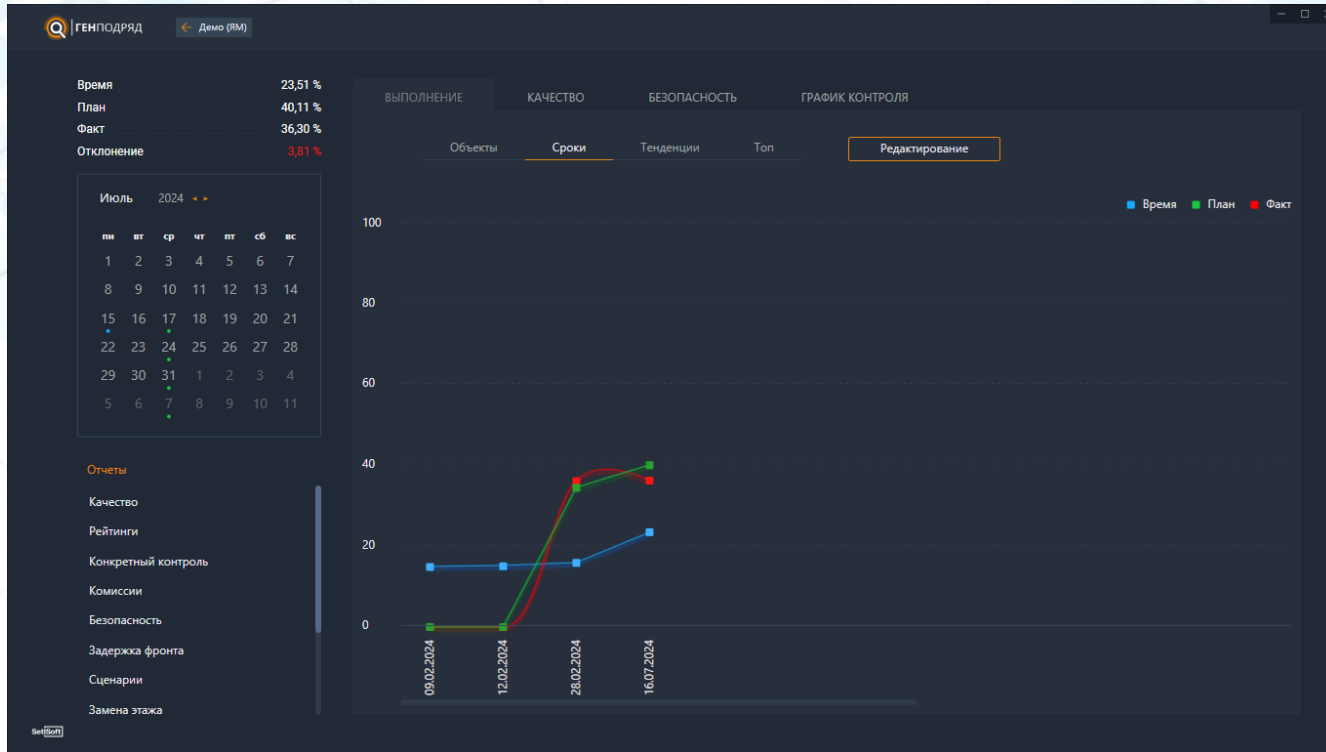 ГЕНПОДРЯД
Демо (ЯМ)
Время 23,51 %
План 40,11 %
Факт 36,30 %
Отклонение 3,81 %
Июль 2024
пн вт ср чт пт сб вс
1 2 3 4 5 6 7
8 9 10 11 12 13 14
15 16 17 18 19 20 21
22 23 24 25 26 27 28
29 30 31 1 2 3 4
5 6 7 8 9 10 11
Отчеты
Качество
Рейтинги
Конкретный контроль
Комиссии
Безопасность
Задержка фронта
Сценарии
Замена этажа
SetlSoft
ВЫПОЛНЕНИЕ КАЧЕСТВО БЕЗОПАСНОСТЬ ГРАФИК КОНТРОЛЯ
Объекты Сроки Тенденции Топ Редактирование
Время План Факт
100
80
60
40
20
0
09.02.2024
12.02.2024
28.02.2024
16.07.2024